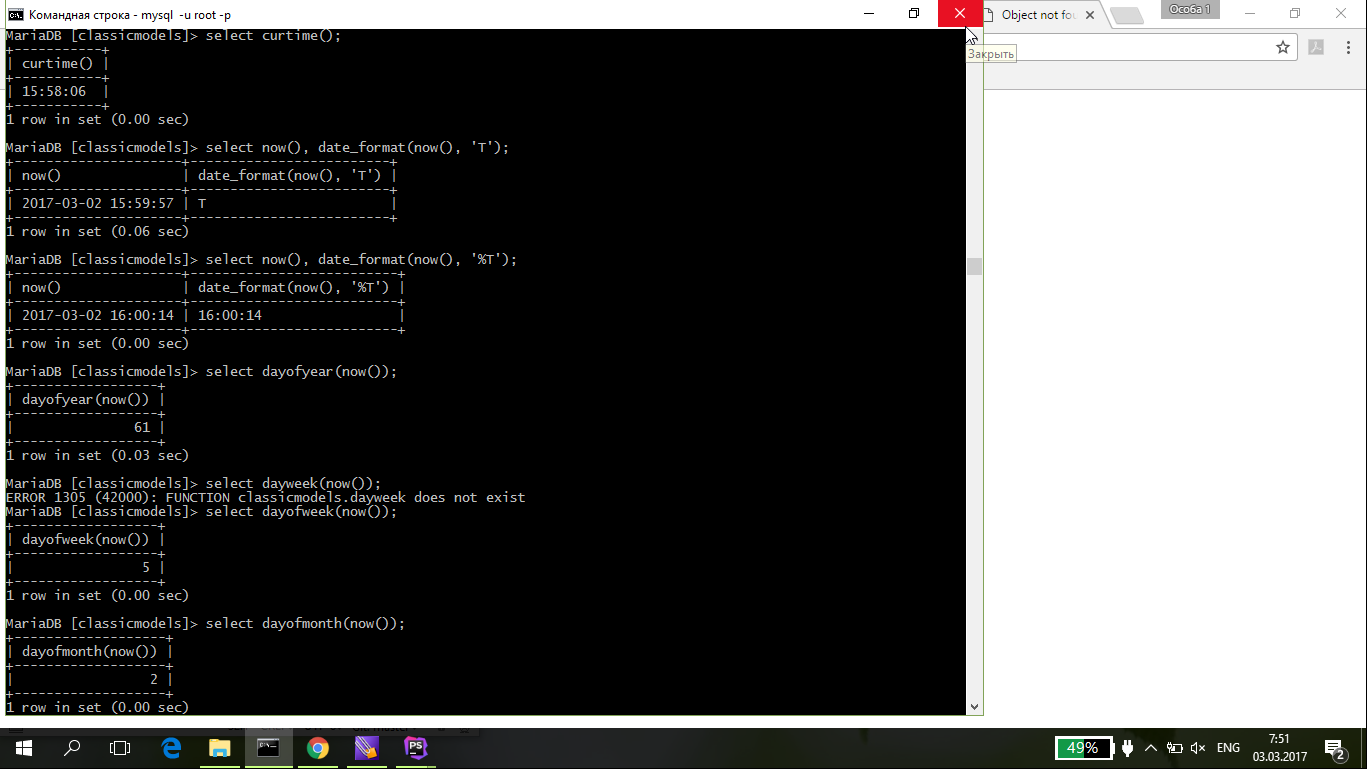 Командная строка - mysql -u root -p
Object not fou
Особа 1
Закрыть
MariaDB [classicmodels]> select curtime();
+-----------+
| curtime() |
+-----------+
| 15:58:06  |
+-----------+
1 row in set (0.00 sec)
MariaDB [classicmodels]> select now(), date_format(now(), 'T');
+---------------------+-------------------------+
| now()               | date_format(now(), 'T') |
+---------------------+-------------------------+
| 2017-03-02 15:59:57 | T                       |
+---------------------+-------------------------+
1 row in set (0.06 sec)
MariaDB [classicmodels]> select now(), date_format(now(), '%T');
+---------------------+--------------------------+
| now()               | date_format(now(), '%T') |
+---------------------+--------------------------+
| 2017-03-02 16:00:14 | 16:00:14                 |
+---------------------+--------------------------+
1 row in set (0.00 sec)
MariaDB [classicmodels]> select dayofyear(now());
+------------------+
| dayofyear(now()) |
+------------------+
|               61 |
+------------------+
1 row in set (0.03 sec)
MariaDB [classicmodels]> select dayweek(now());
ERROR 1305 (42000): FUNCTION classicmodels.dayweek does not exist
MariaDB [classicmodels]> select dayofweek(now());
+------------------+
| dayofweek(now()) |
+------------------+
|                5 |
+------------------+
1 row in set (0.00 sec)
MariaDB [classicmodels]> select dayofmonth(now());
+-------------------+
| dayofmonth(now()) |
+-------------------+
|                 2 |
+-------------------+
1 row in set (0.00 sec)
PS
49%
ENG
7:51
03.03.2017
2